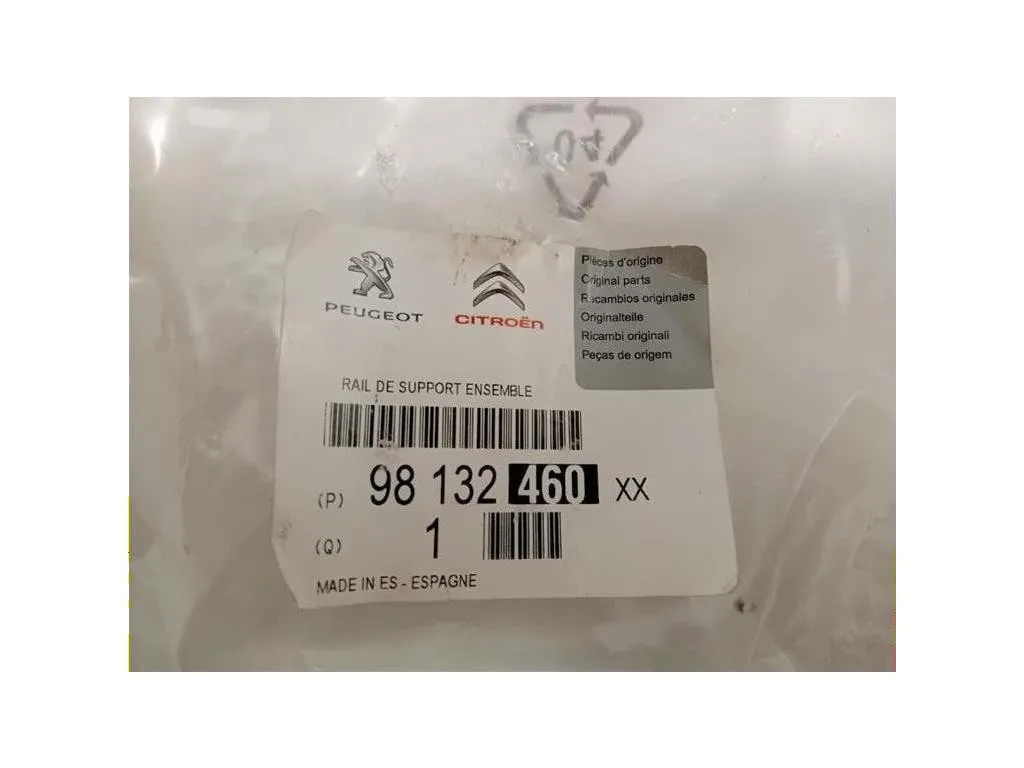 04
PEUGEOT
CITROËN
Pièces d'origine
Original parts
Recambios originales
Originalteile
Ricambi originali
Peças de origem
RAIL DE SUPPORT ENSEMBLE
(P) 98 132 460 XX
(Q) 1
MADE IN ES - ESPAGNE